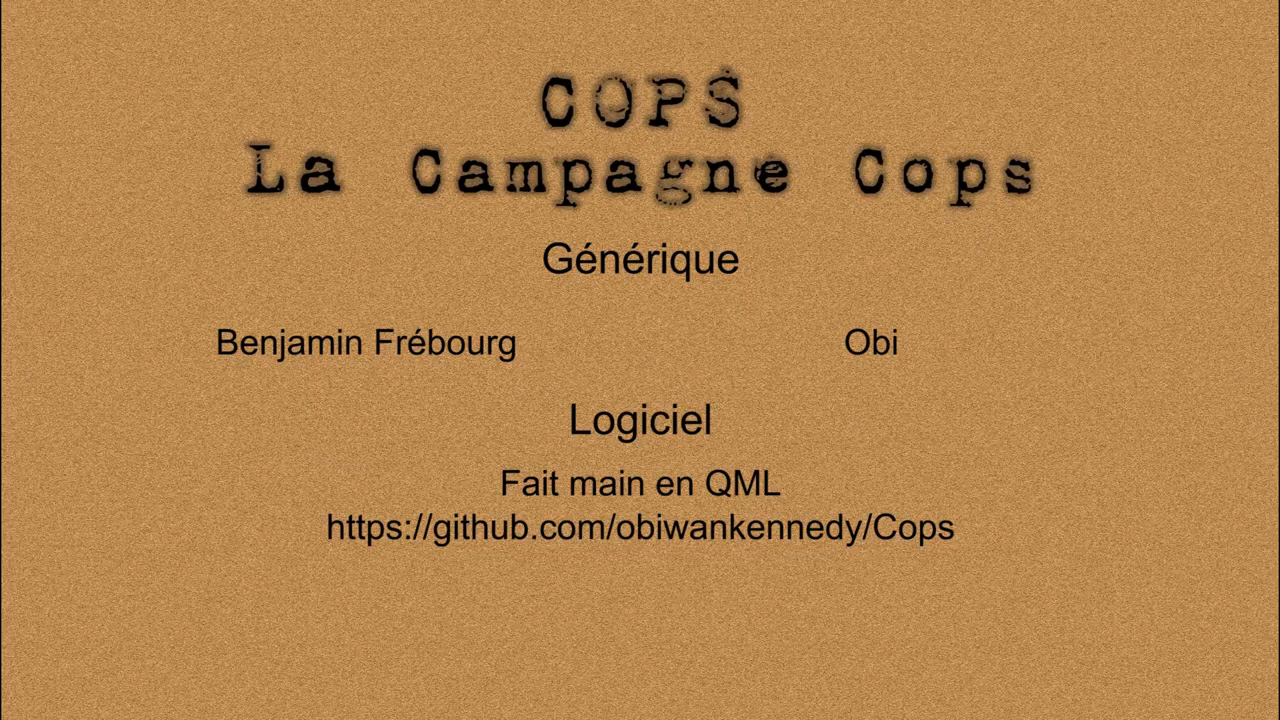 COPS
La Campagne Cops
Générique
Benjamin Frébourg Obi
Logiciel
Fait main en QML
https://github.com/obiwankennedy/Cops